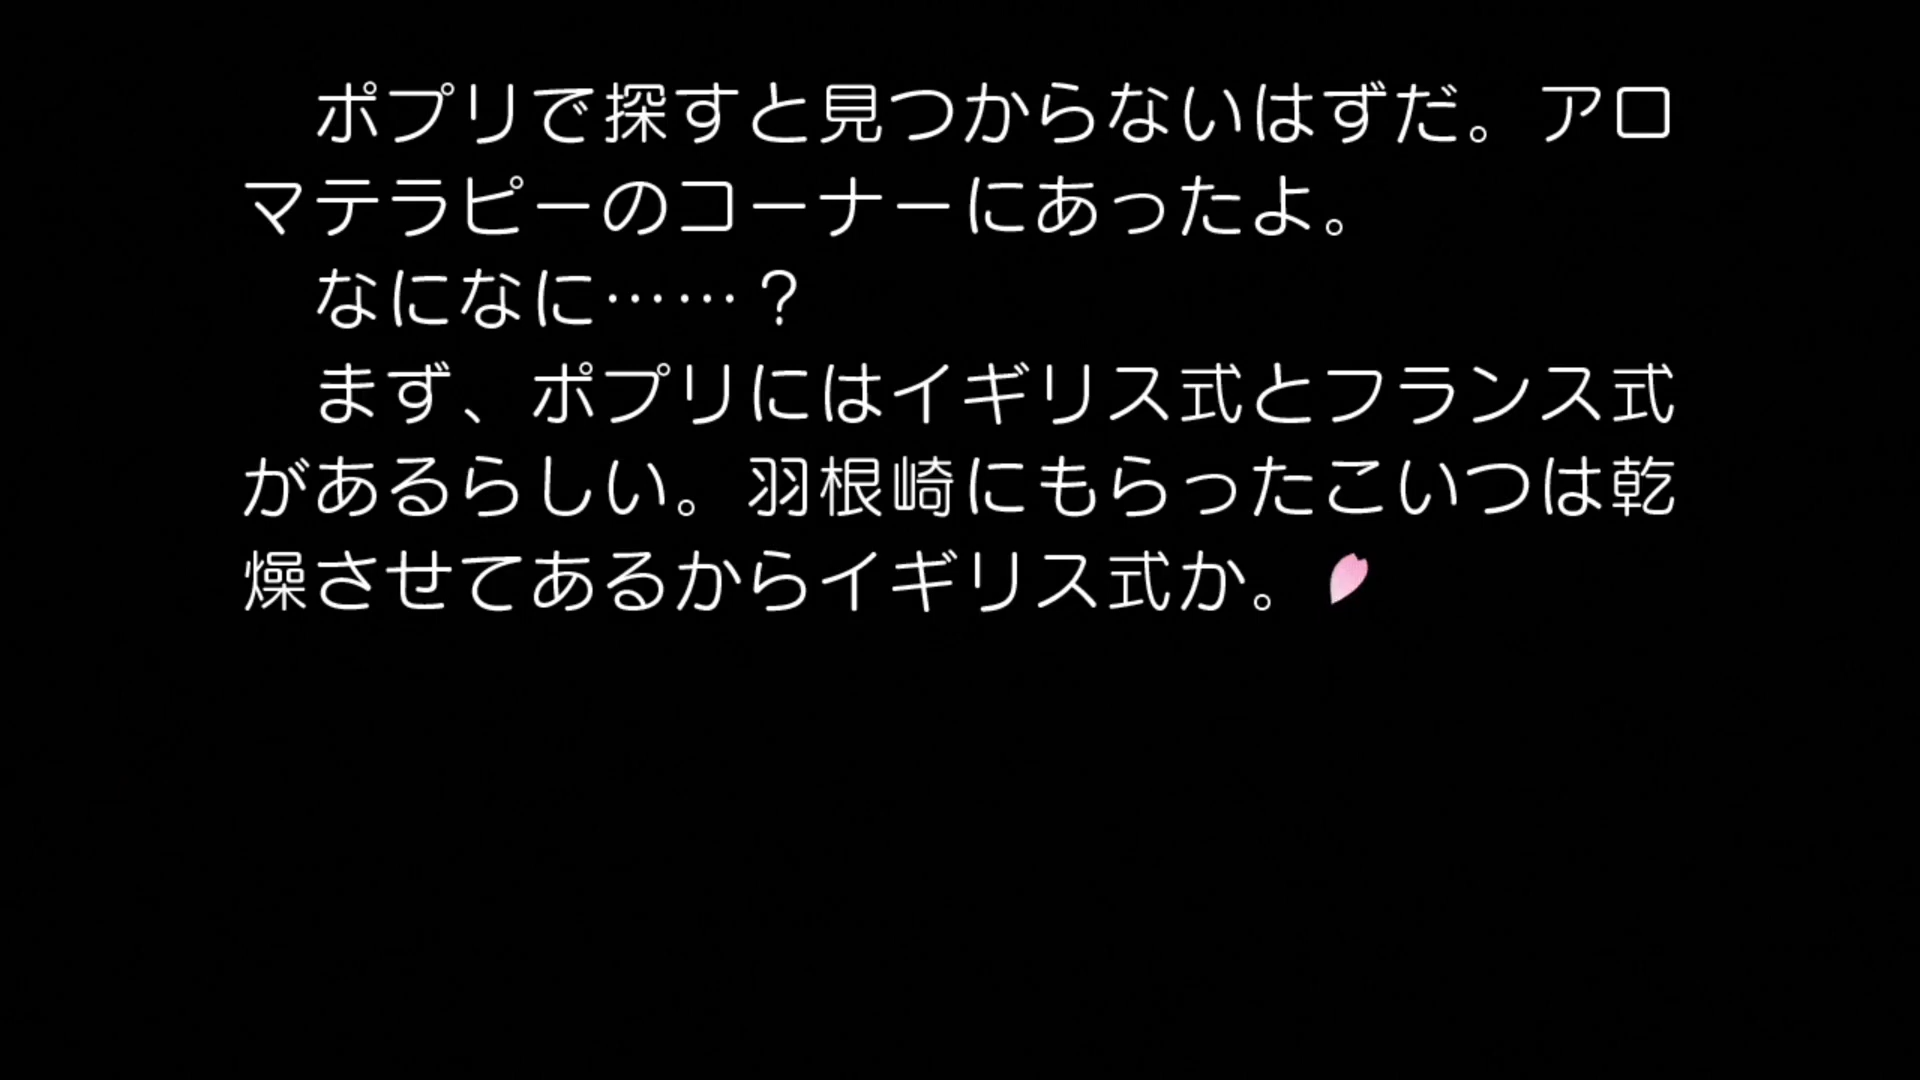 ポプリで探すと見つからないはずだ。アロ
マテラピーのコーナーにあったよ。
　なになに……？
　まず、ポプリにはイギリス式とフランス式
があるらしい。羽根崎にもらったこいつは乾
燥させてあるからイギリス式か。